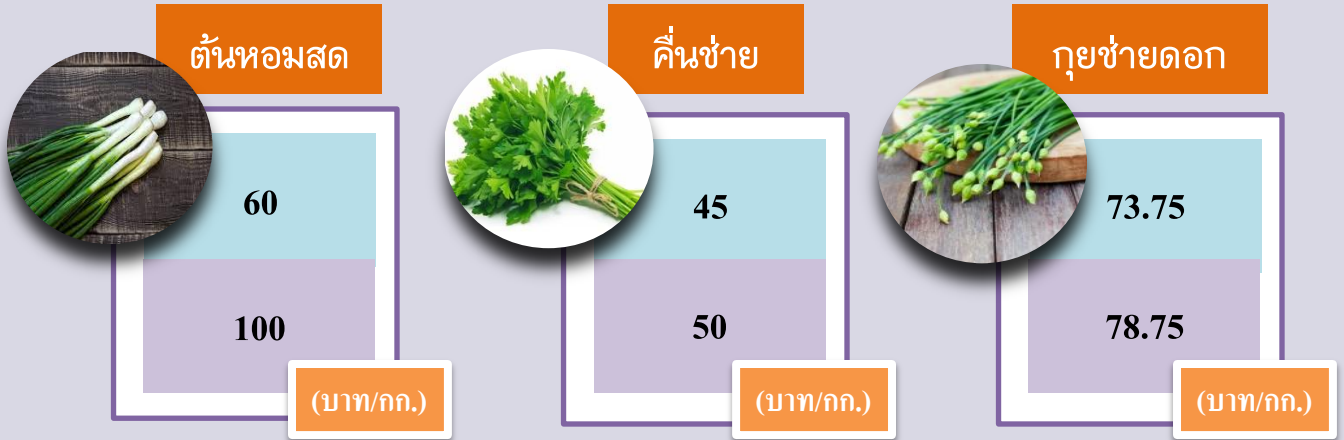 ต้นหอมสด
60
100
(บาท/กก.)
คื่นช่าย
45
50
(บาท/กก.)
กุยช่ายดอก
73.75
78.75
(บาท/กก.)